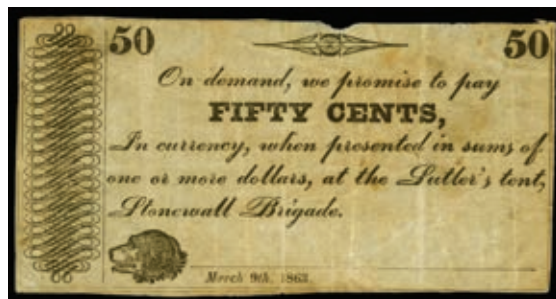 50 50
On demand, we promise to pay
FIFTY CENTS,
In currency, when presented in sums of
one or more dollars, at the Sutler's tent,
Stonewall Brigade.
March 9th, 1863